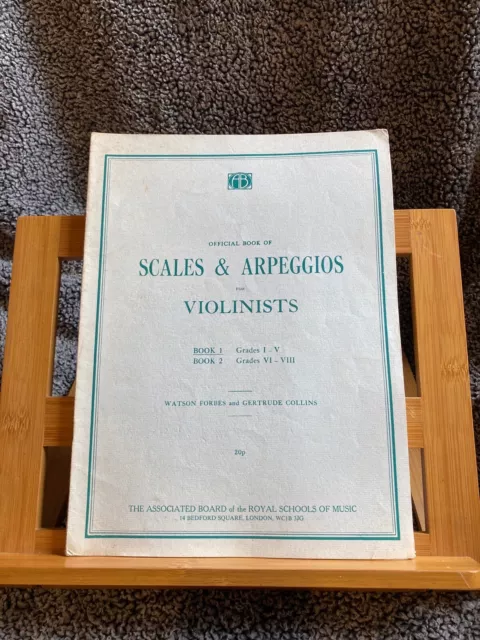 AB
OFFICIAL BOOK OF
SCALES & ARPEGGIOS
FOR
VIOLINISTS
BOOK 1 Grades I - V
BOOK 2 Grades VI - VIII
WATSON FORBES and GERTRUDE COLLINS
20p
THE ASSOCIATED BOARD of the ROYAL SCHOOLS OF MUSIC
14 BEDFORD SQUARE, LONDON, WC1B 3JG